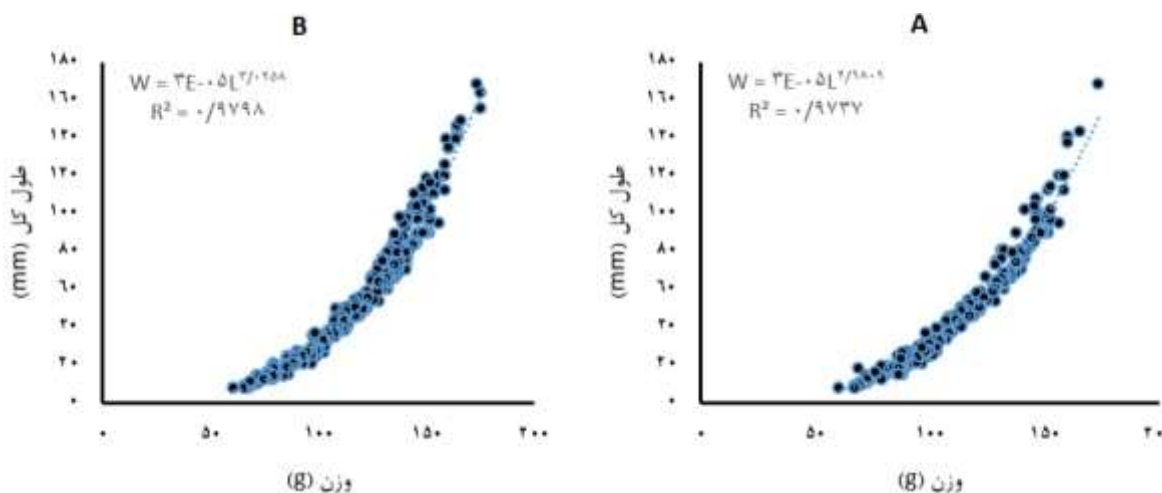 B
W = ۳E-۰۵L۳/۰۲۵۸
R² = ۰/۹۷۹۸
طول کل (mm)
۱۸۰
۱۶۰
۱۴۰
۱۲۰
۱۰۰
۸۰
۶۰
۴۰
۲۰
۰
۰ ۵۰ ۱۰۰ ۱۵۰ ۲۰۰
وزن (g)
A
W = ۳E-۰۵L
R² = ۰/۹۷۳۷
طول کل (mm)
۱۸۰
۱۶۰
۱۴۰
۱۲۰
۱۰۰
۸۰
۶۰
۴۰
۲۰
۰
۰ ۵۰ ۱۰۰ ۱۵۰ ۲۰
وزن (g)